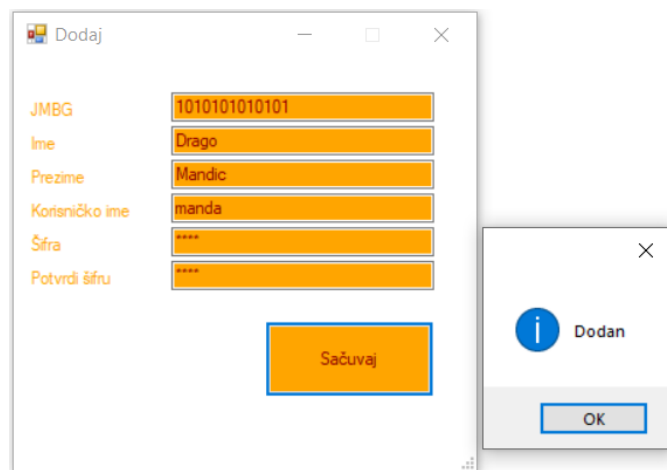 Dodaj
JMBG 1010101010101
Ime Drago
Prezime Mandic
Korisničko ime manda
Šifra ****
Potvrdi šifru ****
Sačuvaj
Dodan
OK